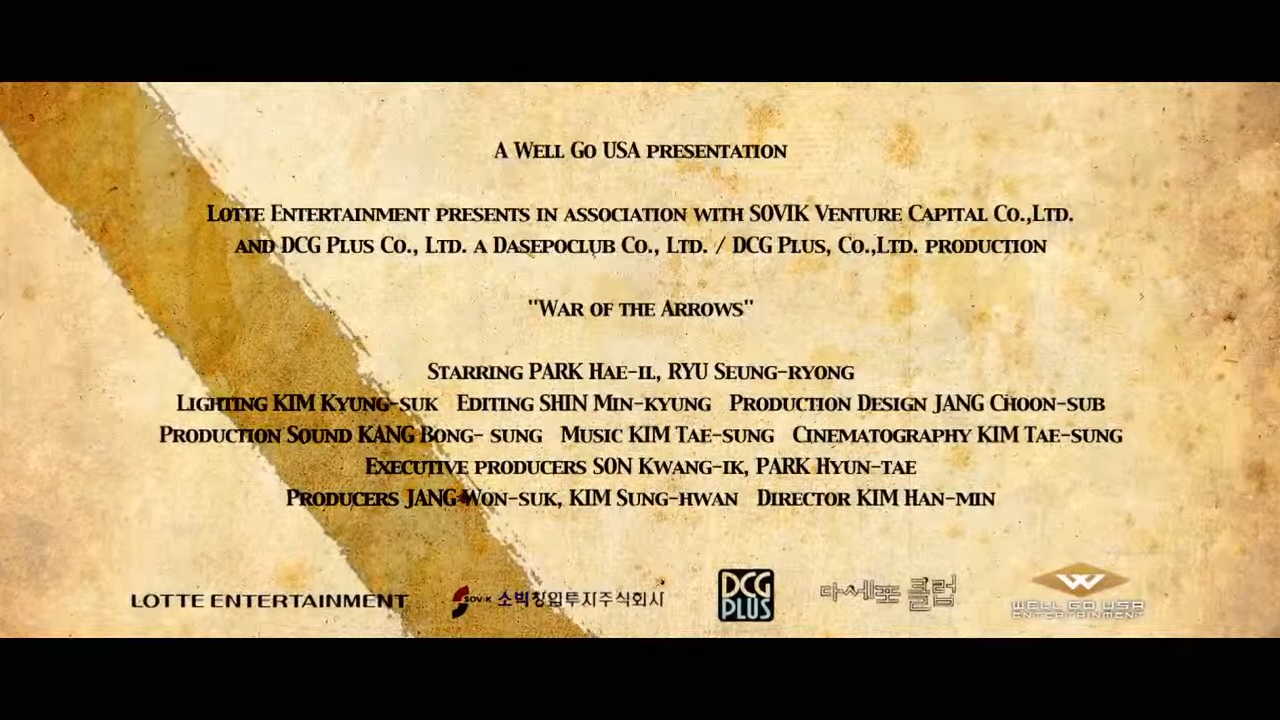 A Well Go USA presentation
Lotte Entertainment presents in association with SOVIK Venture Capital Co.,Ltd.
and DCG Plus Co., Ltd. a Dasepoclub Co., Ltd. / DCG Plus, Co.,Ltd. production
"War of the Arrows"
Starring PARK Hae-il, RYU Seung-ryong
Lighting KIM Kyung-suk Editing SHIN Min-kyung Production Design JANG Choon-sub
Production Sound KANG Bong- sung Music KIM Tae-sung Cinematography KIM Tae-sung
Executive producers SON Kwang-ik, PARK Hyun-tae
Producers JANG Won-suk, KIM Sung-hwan Director KIM Han-min
LOTTE ENTERTAINMENT
SOVIK 소빅창업투자주식회사
DCG
PLUS
다세포 클럽
WELL GO USA
ENTERTAINMENT